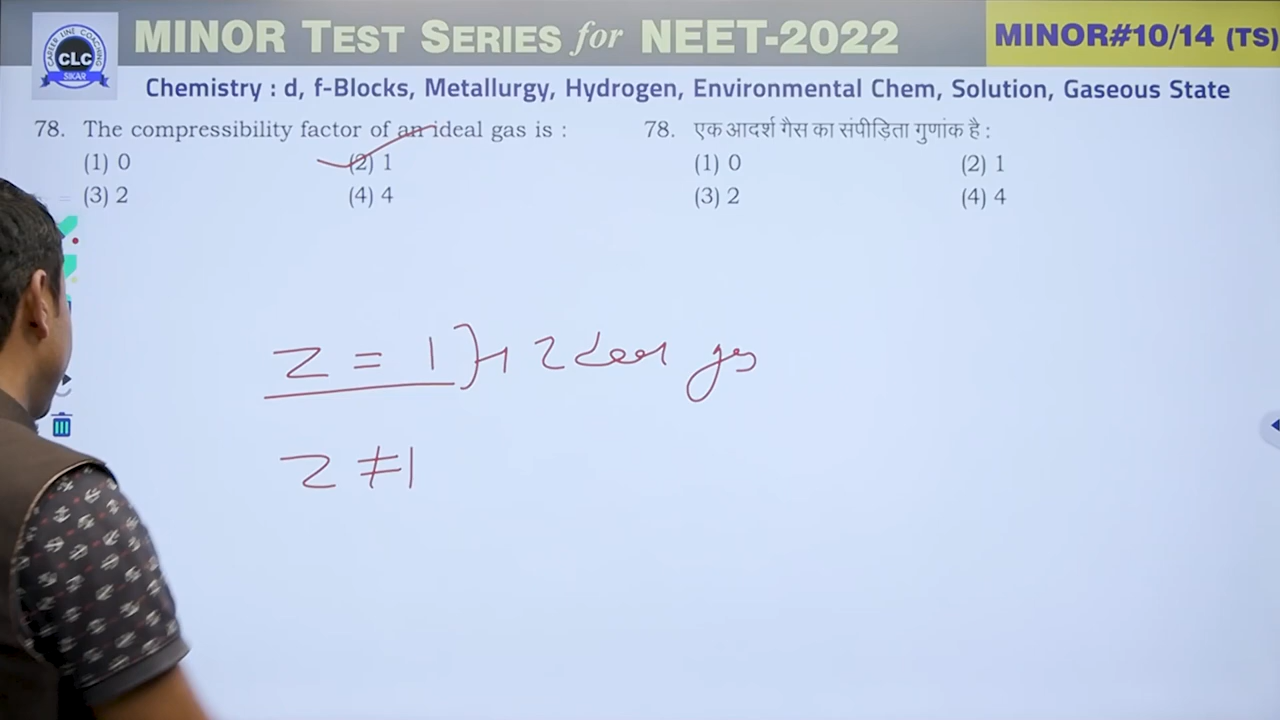 CAREER LINE COACHING
CLC
SIKAR
MINOR TEST SERIES for NEET-2022
MINOR#10/14 (TS)
Chemistry : d, f-Blocks, Metallurgy, Hydrogen, Environmental Chem, Solution, Gaseous State
78. The compressibility factor of an ideal gas is :
(1) 0 (2) 1
(3) 2 (4) 4
78. एक आदर्श गैस का संपीड़िता गुणांक है :
(1) 0 (2) 1
(3) 2 (4) 4
Z = 1 } Ideal gas
Z ≠ 1